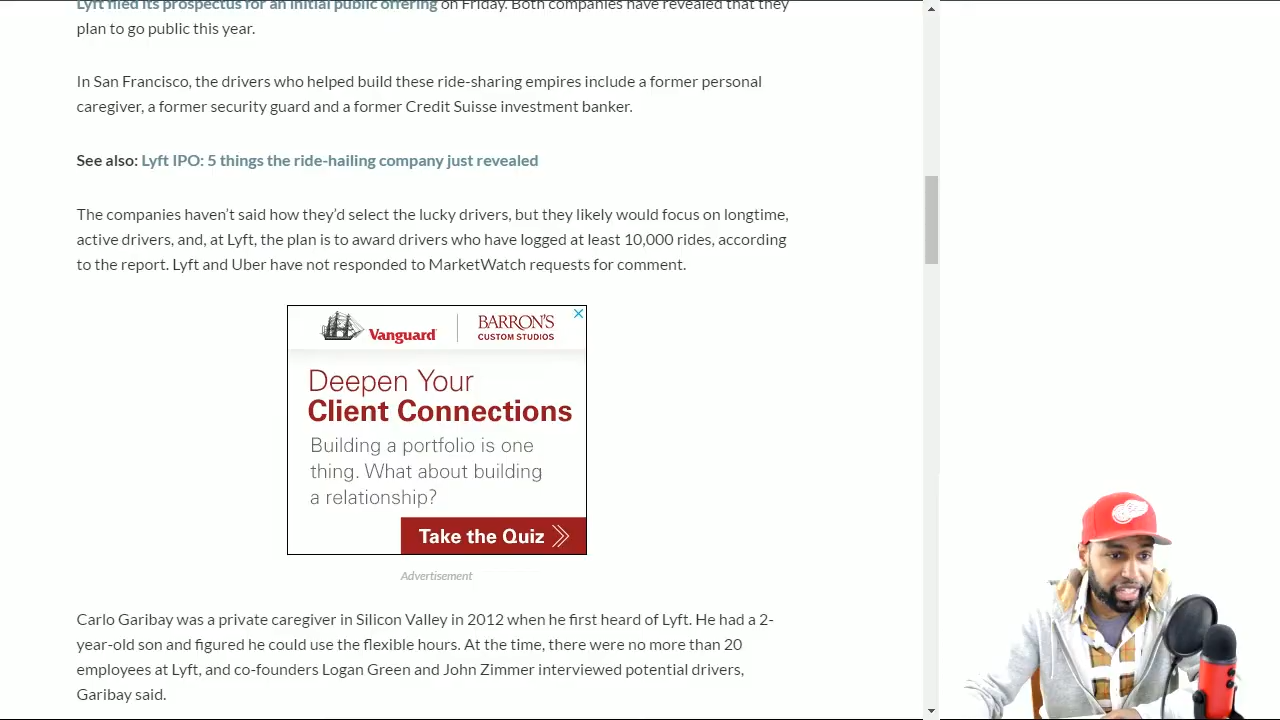 Lyft filed its prospectus for an initial public offering on Friday. Both companies have revealed that they
plan to go public this year.
In San Francisco, the drivers who helped build these ride-sharing empires include a former personal
caregiver, a former security guard and a former Credit Suisse investment banker.
See also: Lyft IPO: 5 things the ride-hailing company just revealed
The companies haven’t said how they’d select the lucky drivers, but they likely would focus on longtime,
active drivers, and, at Lyft, the plan is to award drivers who have logged at least 10,000 rides, according
to the report. Lyft and Uber have not responded to MarketWatch requests for comment.
Vanguard
BARRON'S
CUSTOM STUDIOS
Deepen Your
Client Connections
Building a portfolio is one
thing. What about building
a relationship?
Take the Quiz
Advertisement
Carlo Garibay was a private caregiver in Silicon Valley in 2012 when he first heard of Lyft. He had a 2-
year-old son and figured he could use the flexible hours. At the time, there were no more than 20
employees at Lyft, and co-founders Logan Green and John Zimmer interviewed potential drivers,
Garibay said.